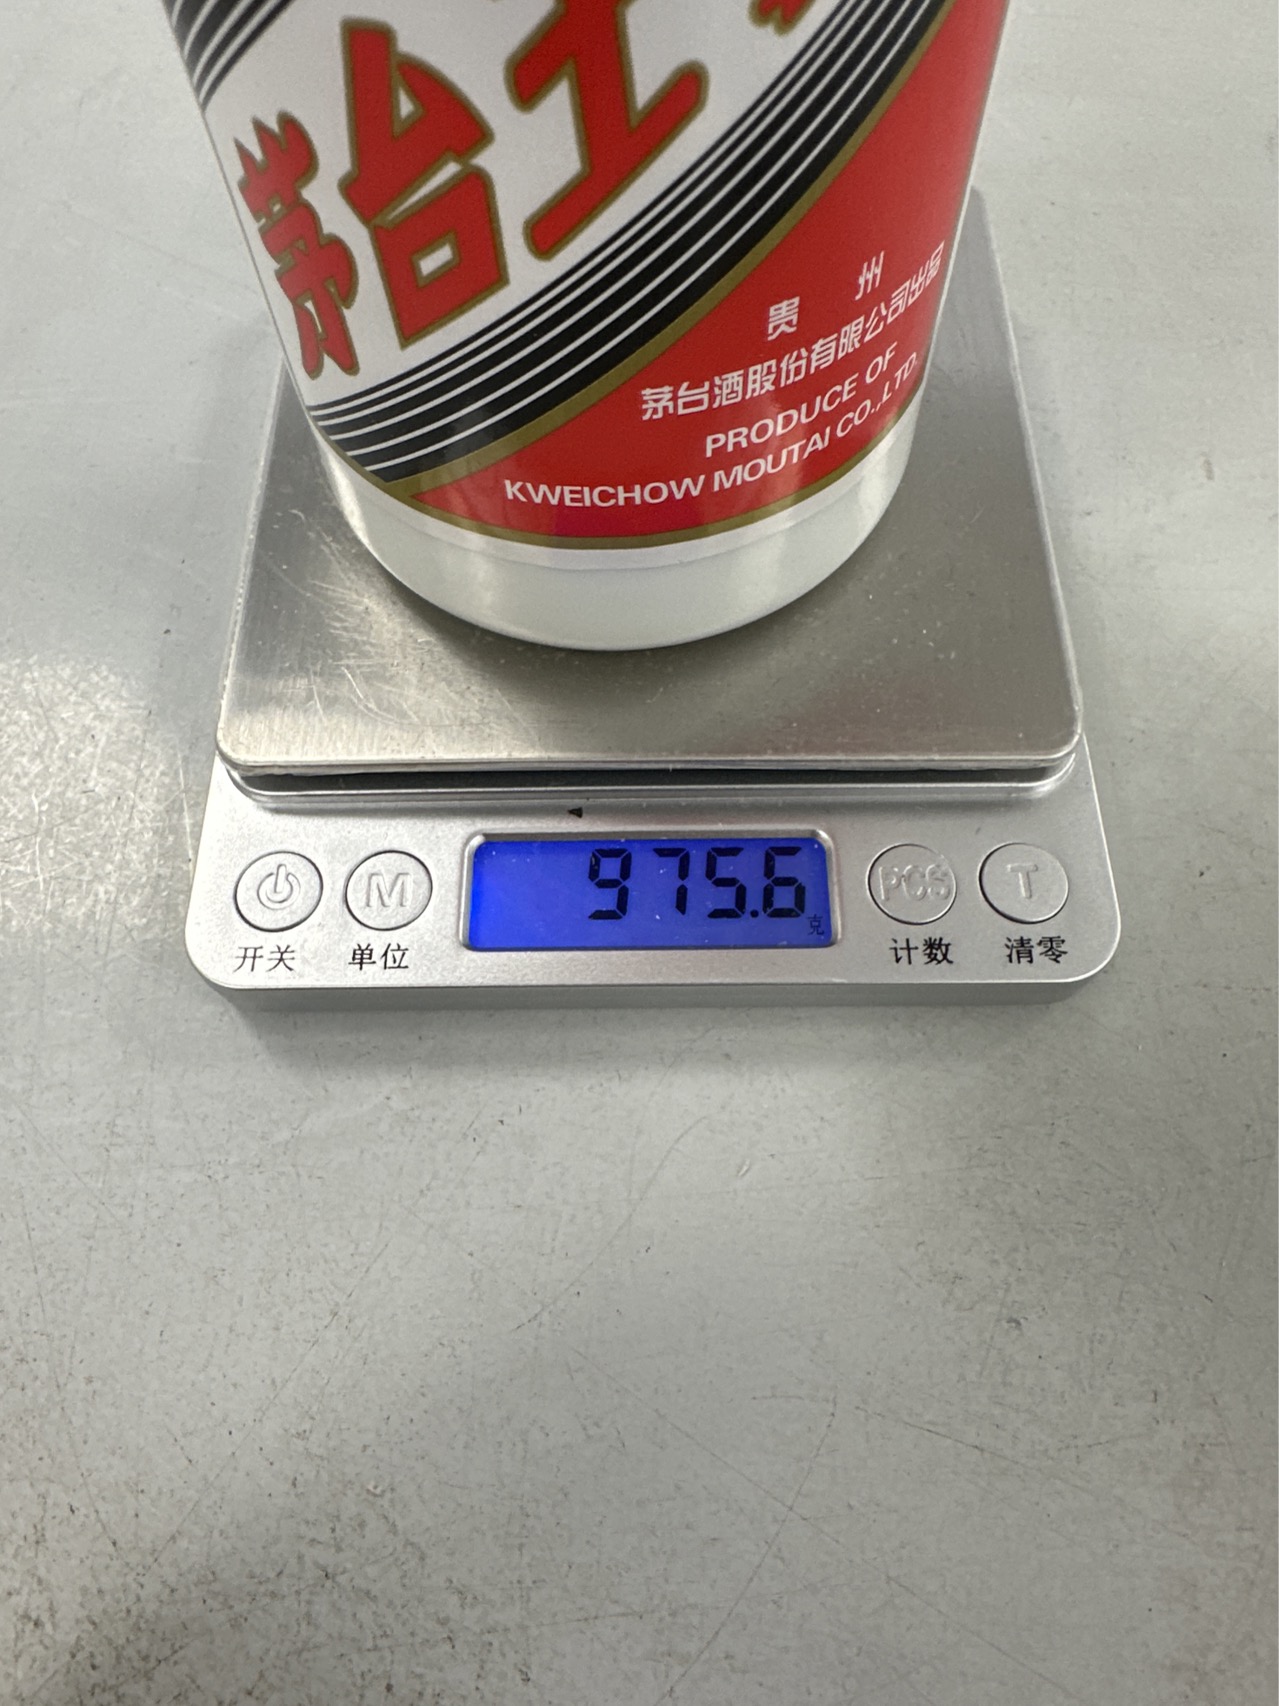 茅台王
贵州
茅台酒股份有限公司出品
PRODUCE OF
KWEICHOW MOUTAI CO.,LTD.
975.6
克
M
PCS
T
开关
单位
计数
清零